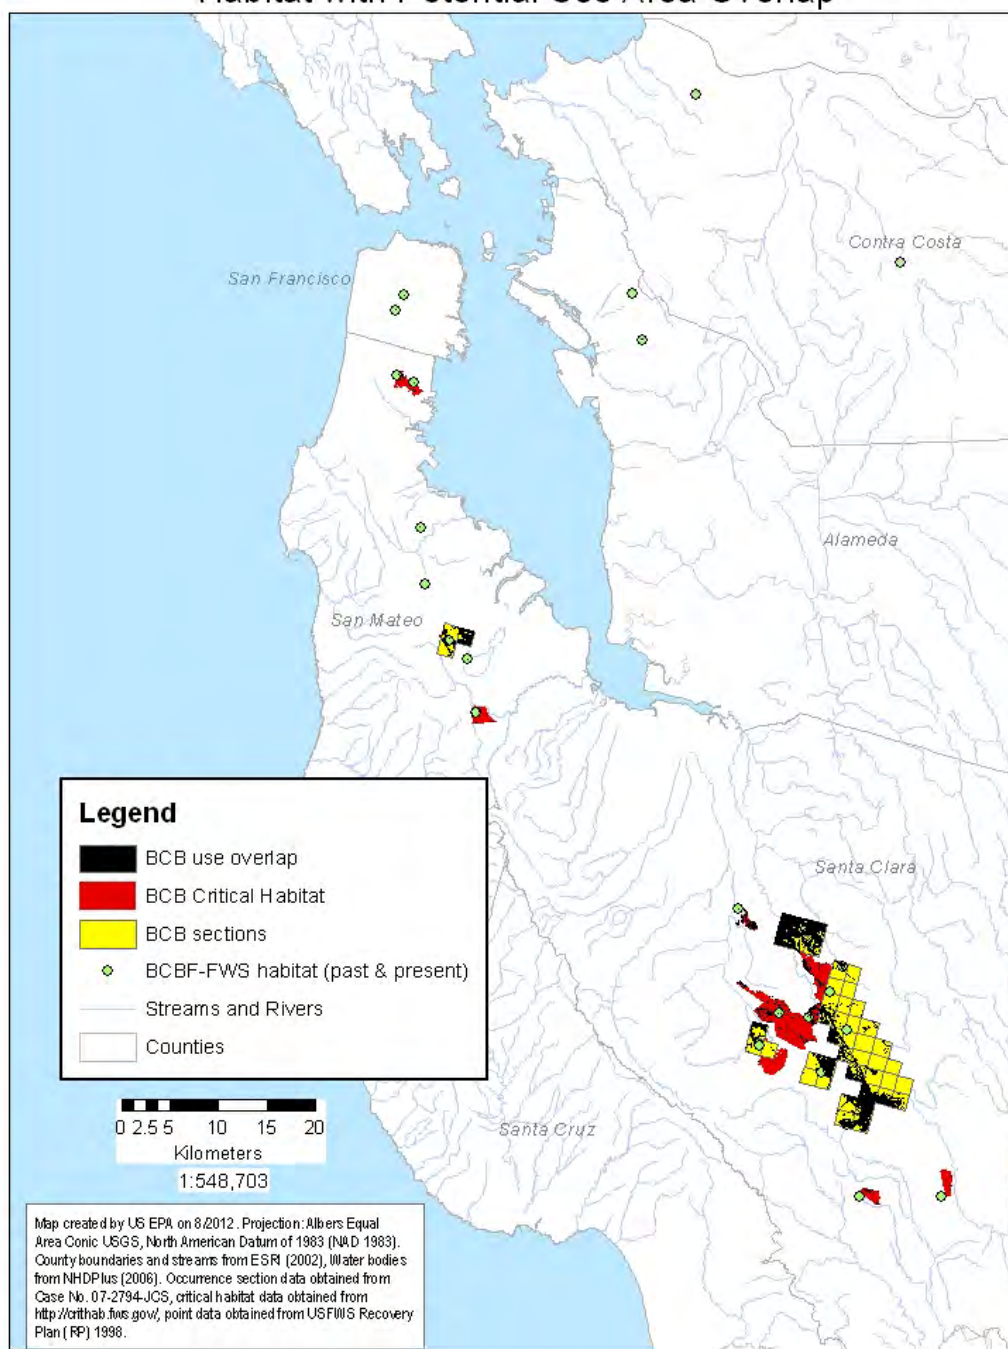 Habitat with Potential Use Area Overlap
Contra Costa
San Francisco
Alameda
San Mateo
Legend
BCB use overlap
BCB Critical Habitat
BCB sections
BCBF-FWS habitat (past & present)
Streams and Rivers
Counties
Santa Clara
Santa Cruz
0 2.5 5 10 15 20
Kilometers
1:548,703
Map created by US EPA on 8/2012. Projection: Albers Equal
Area Conic USGS, North American Datum of 1983 (NAD 1983).
County boundaries and streams from ESRI (2002), Water bodies
from NHDPlus (2006). Occurrence section data obtained from
Case No. 07-2794-JCS, critical habitat data obtained from
http://crithab.fws.gov/, point data obtained from USFWS Recovery
Plan (RP) 1998.